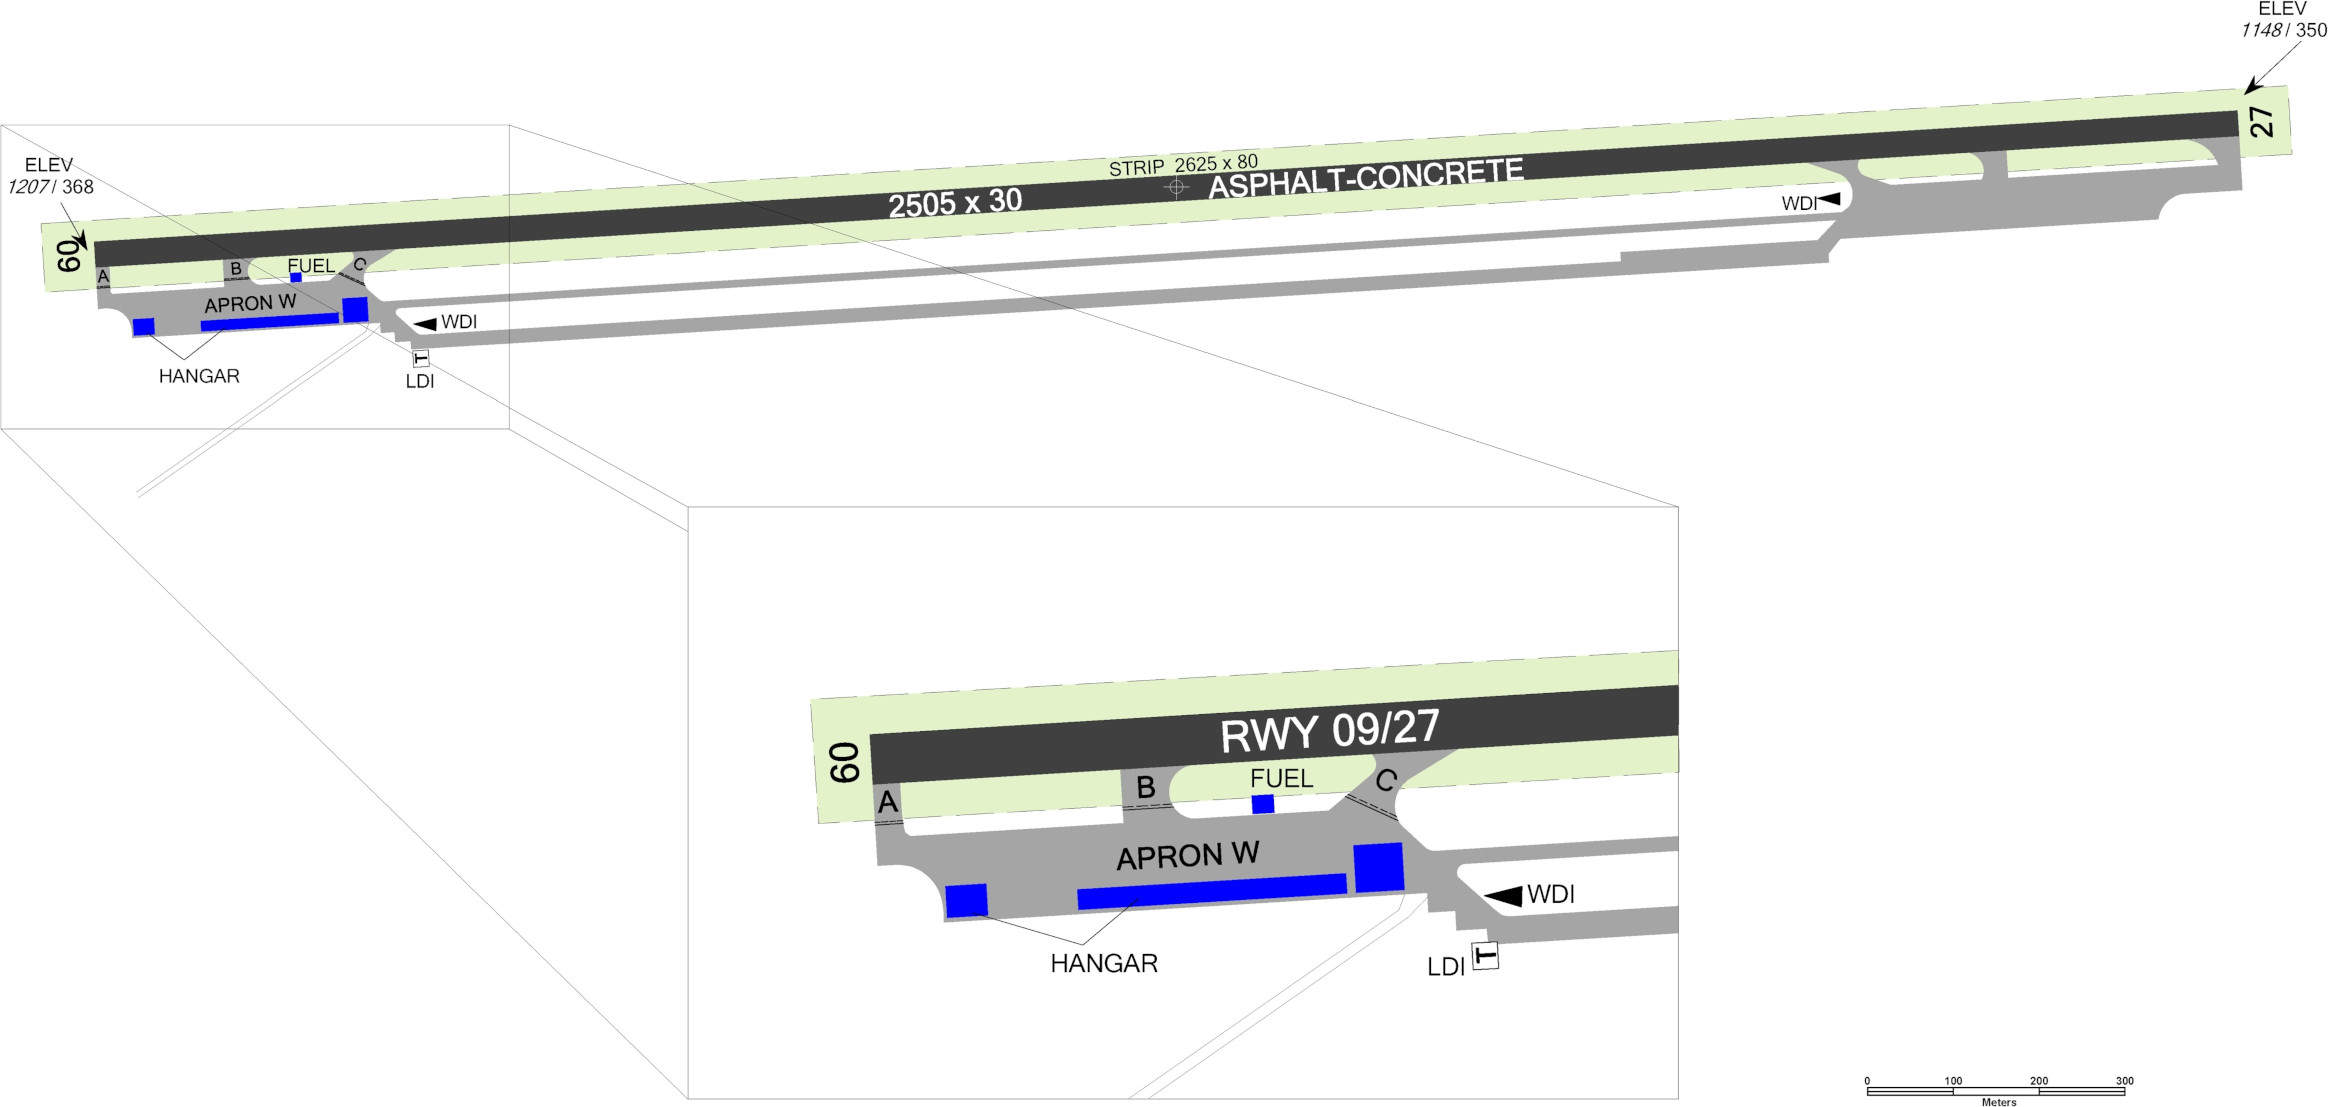 ELEV
1148 / 350
27
STRIP 2625 x 80
ASPHALT-CONCRETE
2505 x 30
WDI
ELEV
1207 / 368
09
A
B
FUEL
C
APRON W
WDI
HANGAR
T
LDI
RWY 09/27
09
A
B
FUEL
C
APRON W
WDI
HANGAR
LDI
T
0 100 200 300
Meters